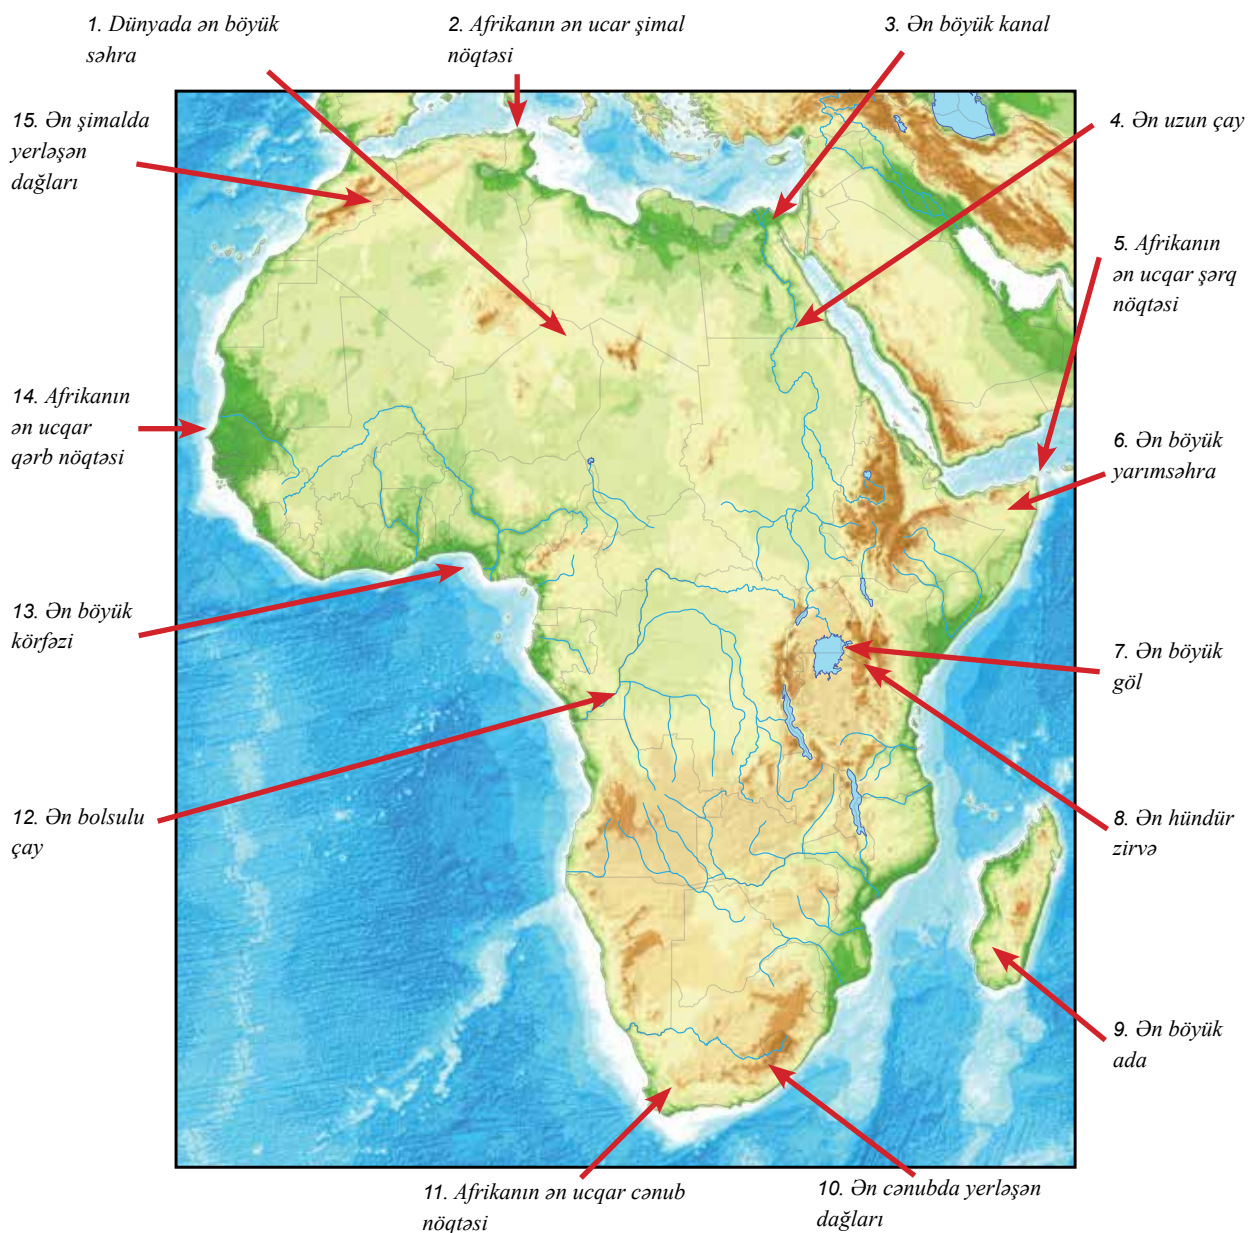 1. Dünyada ən böyük
səhra
2. Afrikanın ən ucar şimal
nöqtəsi
3. Ən böyük kanal
4. Ən uzun çay
5. Afrikanın
ən ucqar şərq
nöqtəsi
6. Ən böyük
yarımsəhra
7. Ən böyük
göl
8. Ən hündür
zirvə
9. Ən böyük
ada
10. Ən cənubda yerləşən
dağları
11. Afrikanın ən ucqar cənub
nöqtəsi
12. Ən bolsulu
çay
13. Ən böyük
körfəzi
14. Afrikanın
ən ucqar
qərb nöqtəsi
15. Ən şimalda
yerləşən
dağları